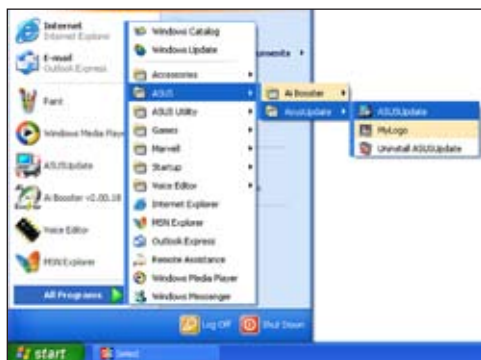 Internet
Internet Explorer
E-mail
Outlook Express
Paint
Windows Media Player
ASUSUpdate
Ai Booster v2.00.18
Voice Editor
MSN Explorer
All Programs
Windows Catalog
Windows Update
Accessories
ASUS
ASUS Utility
Games
Marvell
Startup
Voice Editor
Internet Explorer
MSN Explorer
Outlook Express
Remote Assistance
Windows Media Player
Windows Messenger
Ai Booster
AsusUpdate
ASUSUpdate
MyLogo
Uninstall ASUSUpdate
Log Off
Shut Down
start